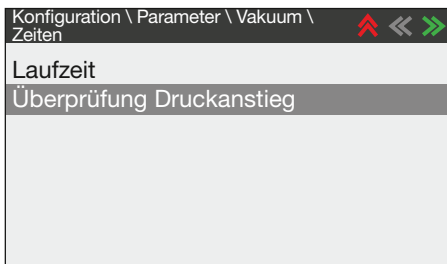 Konfiguration \ Parameter \ Vakuum \
Zeiten
Laufzeit
Überprüfung Druckanstieg